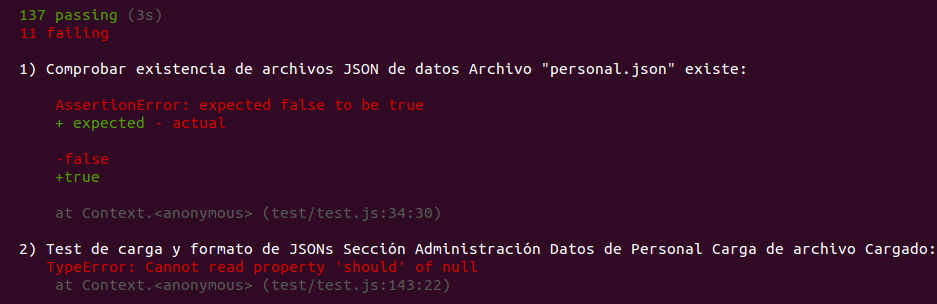 137 passing (3s)
11 failing
1) Comprobar existencia de archivos JSON de datos Archivo "personal.json" existe:
AssertionError: expected false to be true
+ expected - actual
-false
+true
at Context.<anonymous> (test/test.js:34:30)
2) Test de carga y formato de JSONs Sección Administración Datos de Personal Carga de archivo Cargado:
TypeError: Cannot read property 'should' of null
at Context.<anonymous> (test/test.js:143:22)